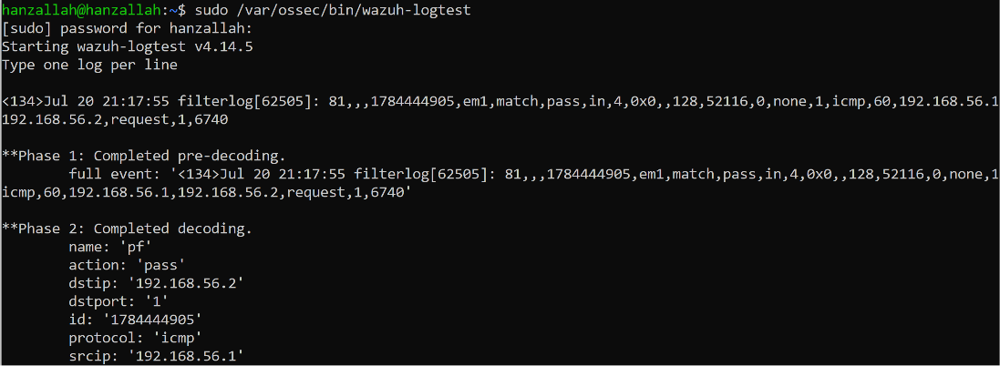 hanzallah@hanzallah:~$ sudo /var/ossec/bin/wazuh-logtest
[sudo] password for hanzallah:
Starting wazuh-logtest v4.14.5
Type one log per line
<134>Jul 20 21:17:55 filterlog[62505]: 81,,,1784444905,em1,match,pass,in,4,0x0,,128,52116,0,none,1,icmp,60,192.168.56.1
192.168.56.2,request,1,6740
**Phase 1: Completed pre-decoding.
        full event: '<134>Jul 20 21:17:55 filterlog[62505]: 81,,,1784444905,em1,match,pass,in,4,0x0,,128,52116,0,none,1
icmp,60,192.168.56.1,192.168.56.2,request,1,6740'
**Phase 2: Completed decoding.
        name: 'pf'
        action: 'pass'
        dstip: '192.168.56.2'
        dstport: '1'
        id: '1784444905'
        protocol: 'icmp'
        srcip: '192.168.56.1'